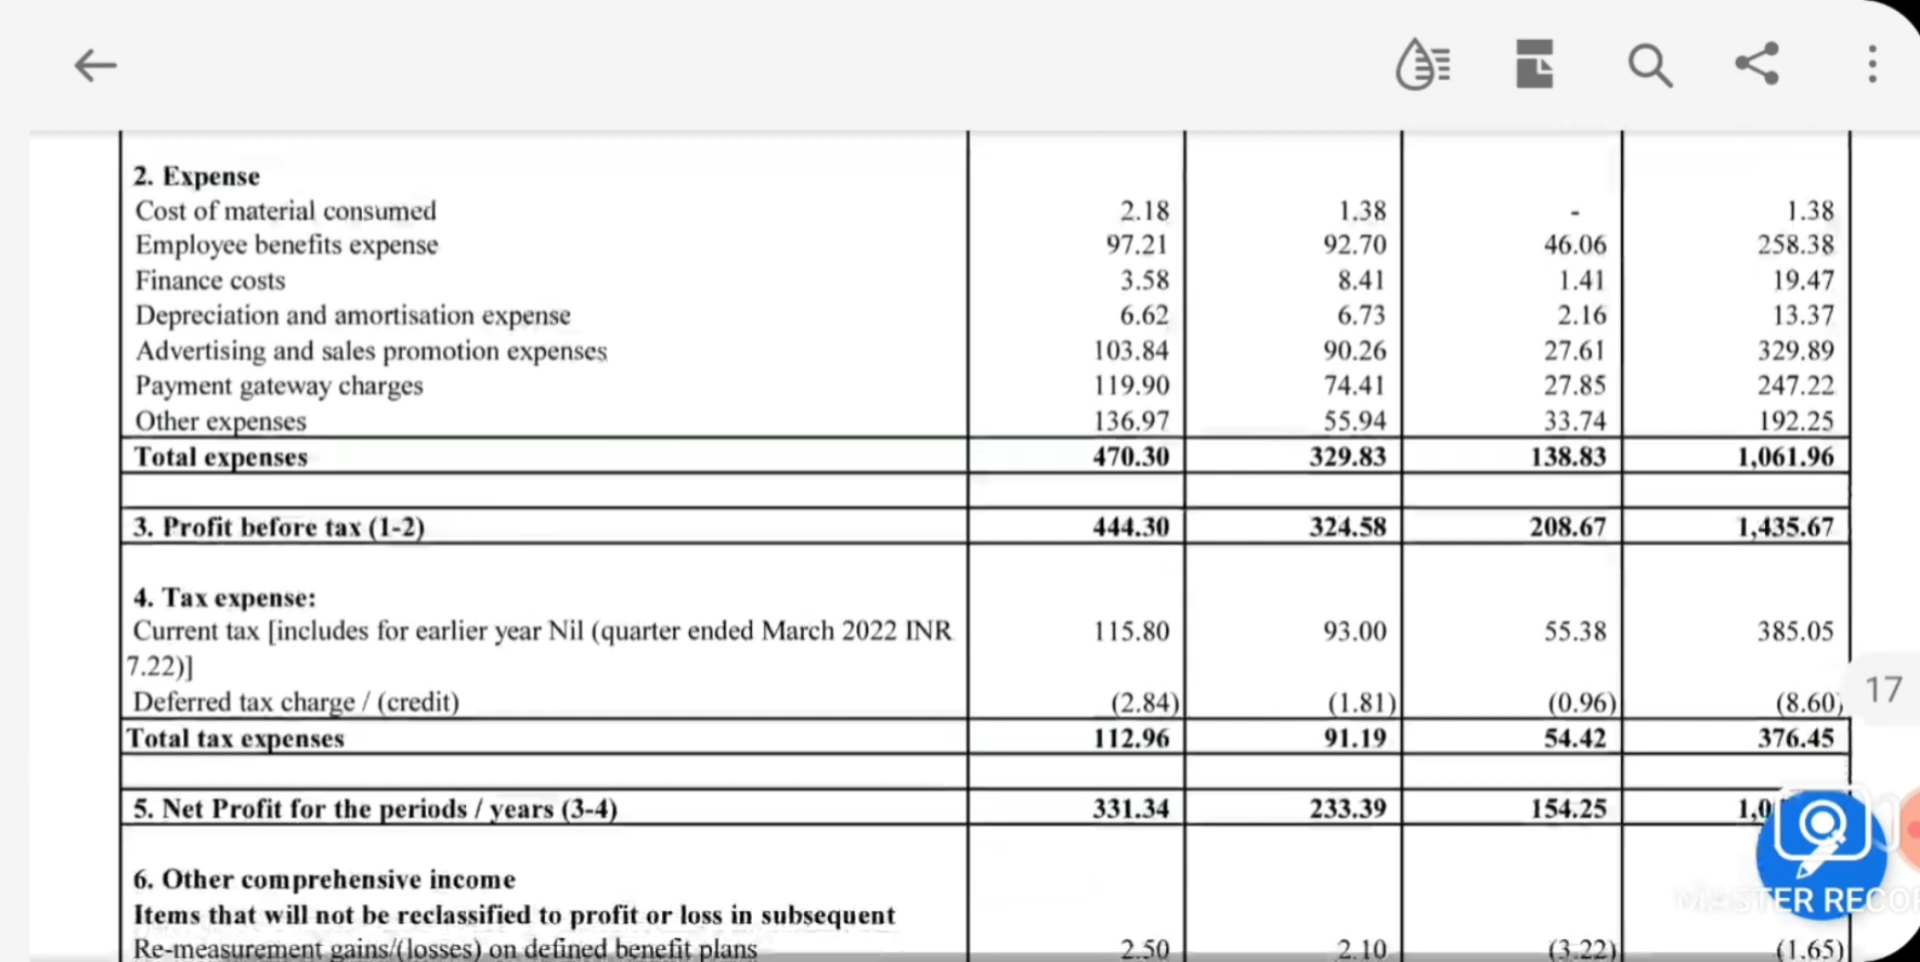 2. Expense
Cost of material consumed 2.18 1.38 - 1.38
Employee benefits expense 97.21 92.70 46.06 258.38
Finance costs 3.58 8.41 1.41 19.47
Depreciation and amortisation expense 6.62 6.73 2.16 13.37
Advertising and sales promotion expenses 103.84 90.26 27.61 329.89
Payment gateway charges 119.90 74.41 27.85 247.22
Other expenses 136.97 55.94 33.74 192.25
Total expenses 470.30 329.83 138.83 1,061.96
3. Profit before tax (1-2) 444.30 324.58 208.67 1,435.67
4. Tax expense:
Current tax [includes for earlier year Nil (quarter ended March 2022 INR 115.80 93.00 55.38 385.05
7.22)]
17
Deferred tax charge / (credit) (2.84) (1.81) (0.96) (8.60)
Total tax expenses 112.96 91.19 54.42 376.45
5. Net Profit for the periods / years (3-4) 331.34 233.39 154.25
6. Other comprehensive income
Items that will not be reclassified to profit or loss in subsequent
Re-measurement gains/(losses) on defined benefit plans 2.50 2.10 (3.22) (1.65)